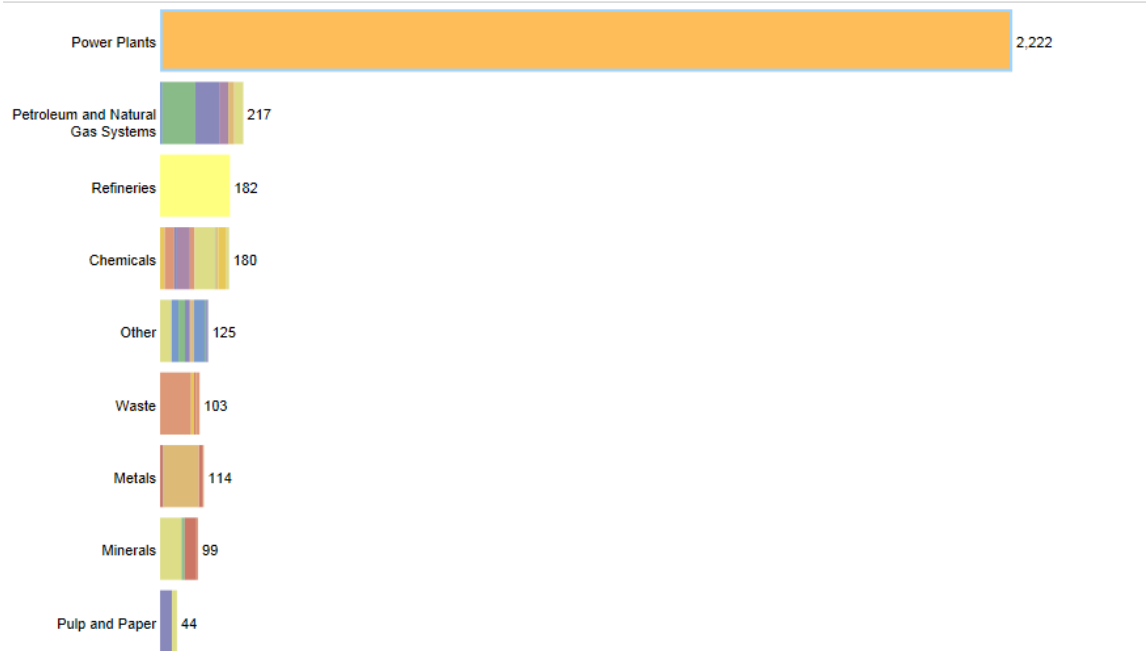 Power Plants 2,222
Petroleum and Natural
Gas Systems 217
Refineries 182
Chemicals 180
Other 125
Waste 103
Metals 114
Minerals 99
Pulp and Paper 44